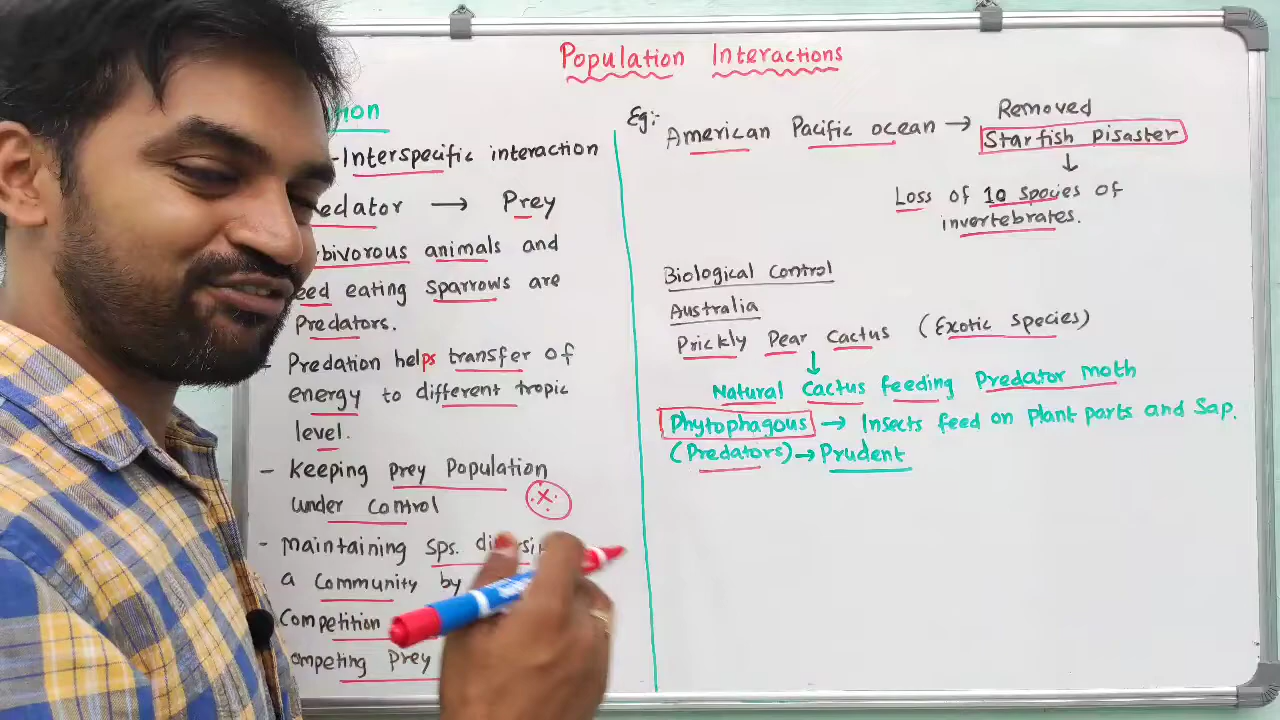 Population Interactions
Interspecific interaction
→ Prey
animals and
eating sparrows are
Predators.
- Predation helps transfer of
energy to different tropic
level.
- Keeping prey Population
under control
- Maintaining sps.
a Community by
Competition
Prey
Eg:-
American Pacific ocean → Removed
Starfish Pisaster
↓
Loss of 10 species of
invertebrates.
Biological control
Australia
Prickly Pear Cactus (Exotic species)
↓
Natural Cactus feeding Predator moth
Phytophagous → Insects feed on plant parts and Sap.
(Predators) → Prudent